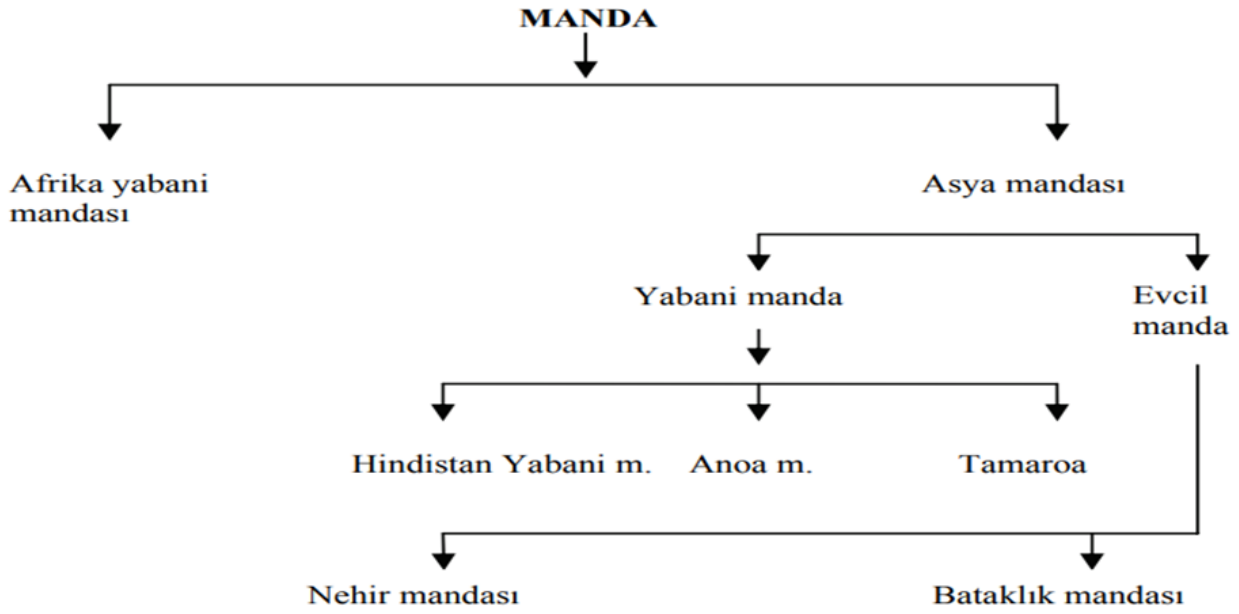 MANDA
Afrika yabani
mandası
Asya mandası
Yabani manda
Evcil
manda
Hindistan Yabani m.
Anoa m.
Tamaroa
Nehir mandası
Bataklık mandası